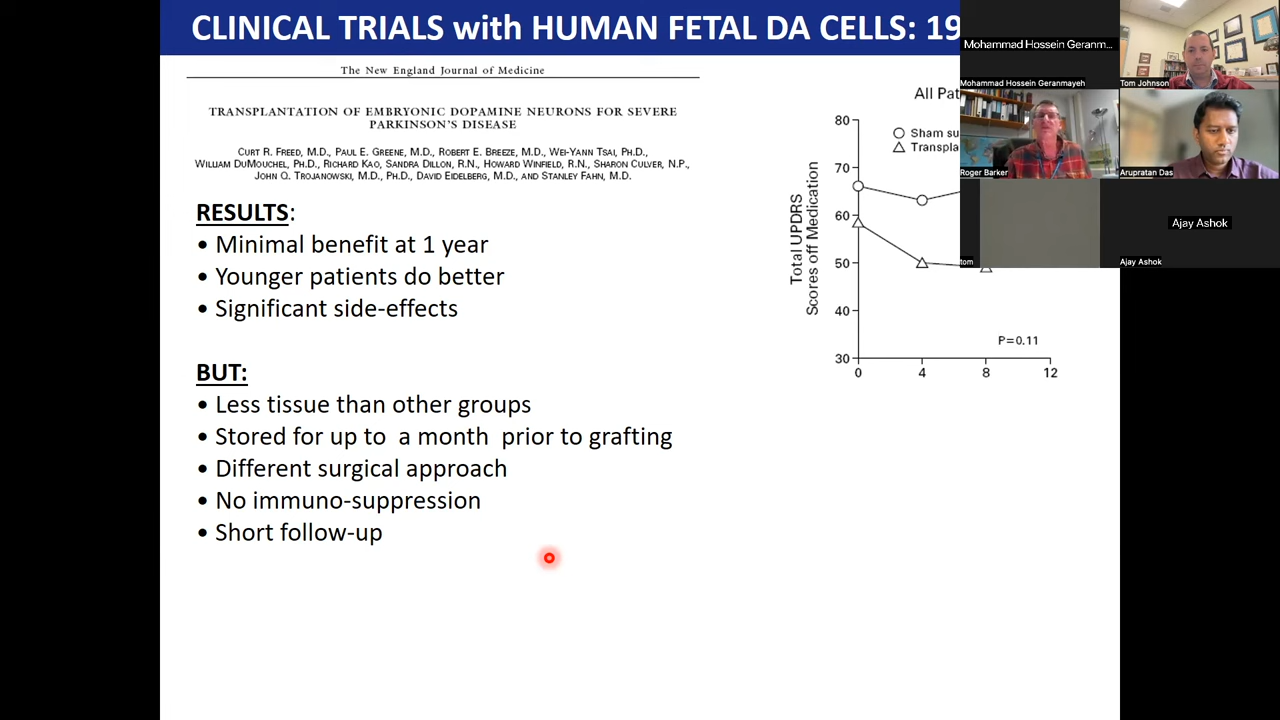 CLINICAL TRIALS with HUMAN FETAL DA CELLS: 19
The New England Journal of Medicine
TRANSPLANTATION OF EMBRYONIC DOPAMINE NEURONS FOR SEVERE
PARKINSON'S DISEASE
CURT R. FREED, M.D., PAUL E. GREENE, M.D., ROBERT E. BREEZE, M.D., WEI-YANN TSAI, PH.D.,
WILLIAM DUMOUCHEL, PH.D., RICHARD KAO, SANDRA DILLON, R.N., HOWARD WINFIELD, R.N., SHARON CULVER, N.P.,
JOHN Q. TROJANOWSKI, M.D., PH.D., DAVID EIDELBERG, M.D., AND STANLEY FAHN, M.D.
RESULTS:
• Minimal benefit at 1 year
• Younger patients do better
• Significant side-effects
BUT:
• Less tissue than other groups
• Stored for up to a month prior to grafting
• Different surgical approach
• No immuno-suppression
• Short follow-up
All Pat
Sham su
Transpla
Total UPDRS
Scores off Medication
80
70
60
50
40
30
P=0.11
0 4 8 12
Mohammad Hossein Geranm...
Mohammad Hossein Geranmayeh
Tom Johnson
Roger Barker
Arupratan Das
tom
Ajay Ashok
Ajay Ashok